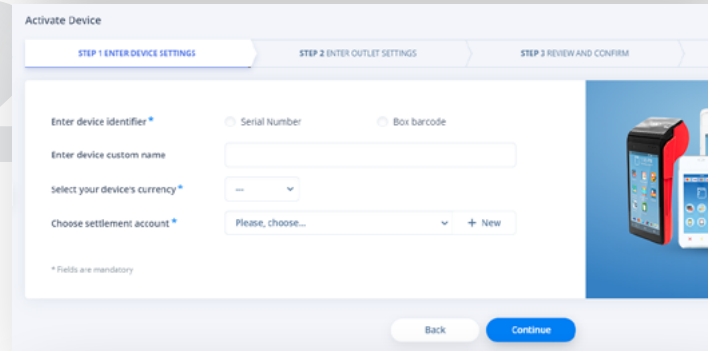 Activate Device
STEP 1 ENTER DEVICE SETTINGS
STEP 2 ENTER OUTLET SETTINGS
STEP 3 REVIEW AND CONFIRM
Enter device identifier *
Serial Number
Box barcode
Enter device custom name
Select your device's currency *
---
Choose settlement account *
Please, choose...
+ New
* Fields are mandatory
Back
Continue